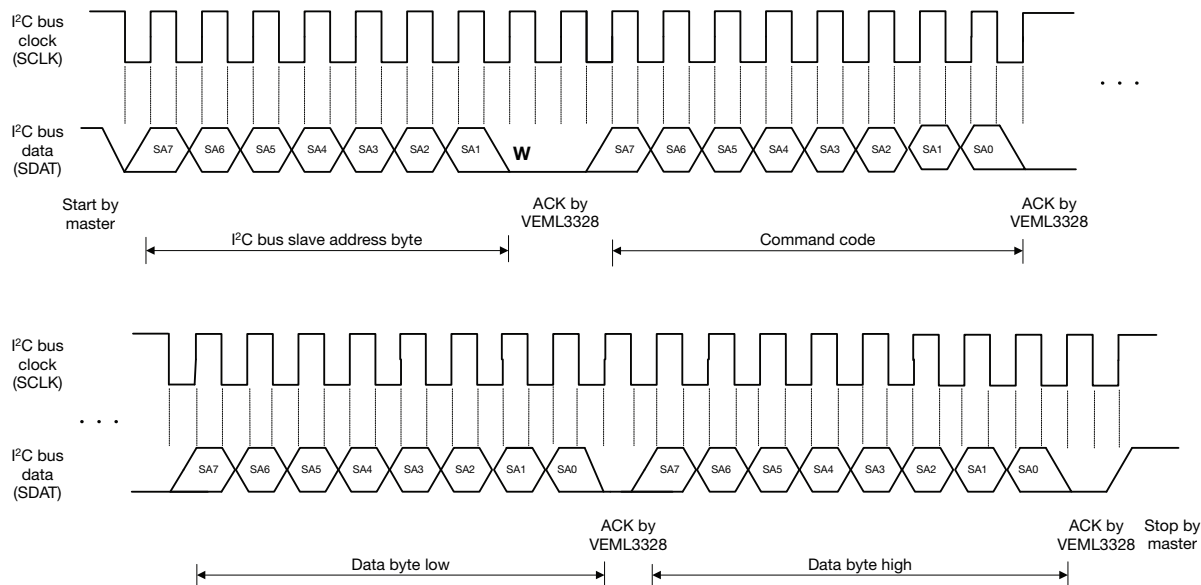 I²C bus
clock
(SCLK)
. . .
I²C bus
data
(SDAT)
SA7 SA6 SA5 SA4 SA3 SA2 SA1 W SA7 SA6 SA5 SA4 SA3 SA2 SA1 SA0
Start by
master
ACK by
VEML3328
ACK by
VEML3328
I²C bus slave address byte
Command code
I²C bus
clock
(SCLK)
. . .
I²C bus
data
(SDAT)
SA7 SA6 SA5 SA4 SA3 SA2 SA1 SA0 SA7 SA6 SA5 SA4 SA3 SA2 SA1 SA0
ACK by
VEML3328
ACK by
VEML3328
Stop by
master
Data byte low
Data byte high